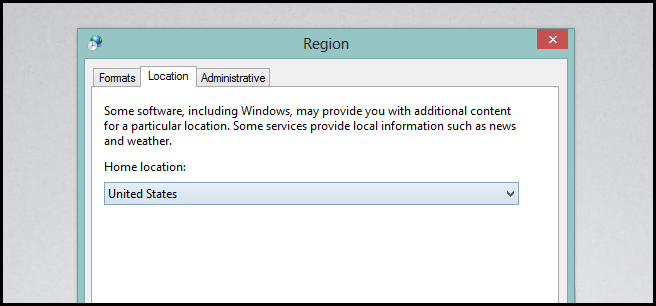 Region
Formats
Location
Administrative
Some software, including Windows, may provide you with additional content
for a particular location. Some services provide local information such as news
and weather.
Home location:
United States